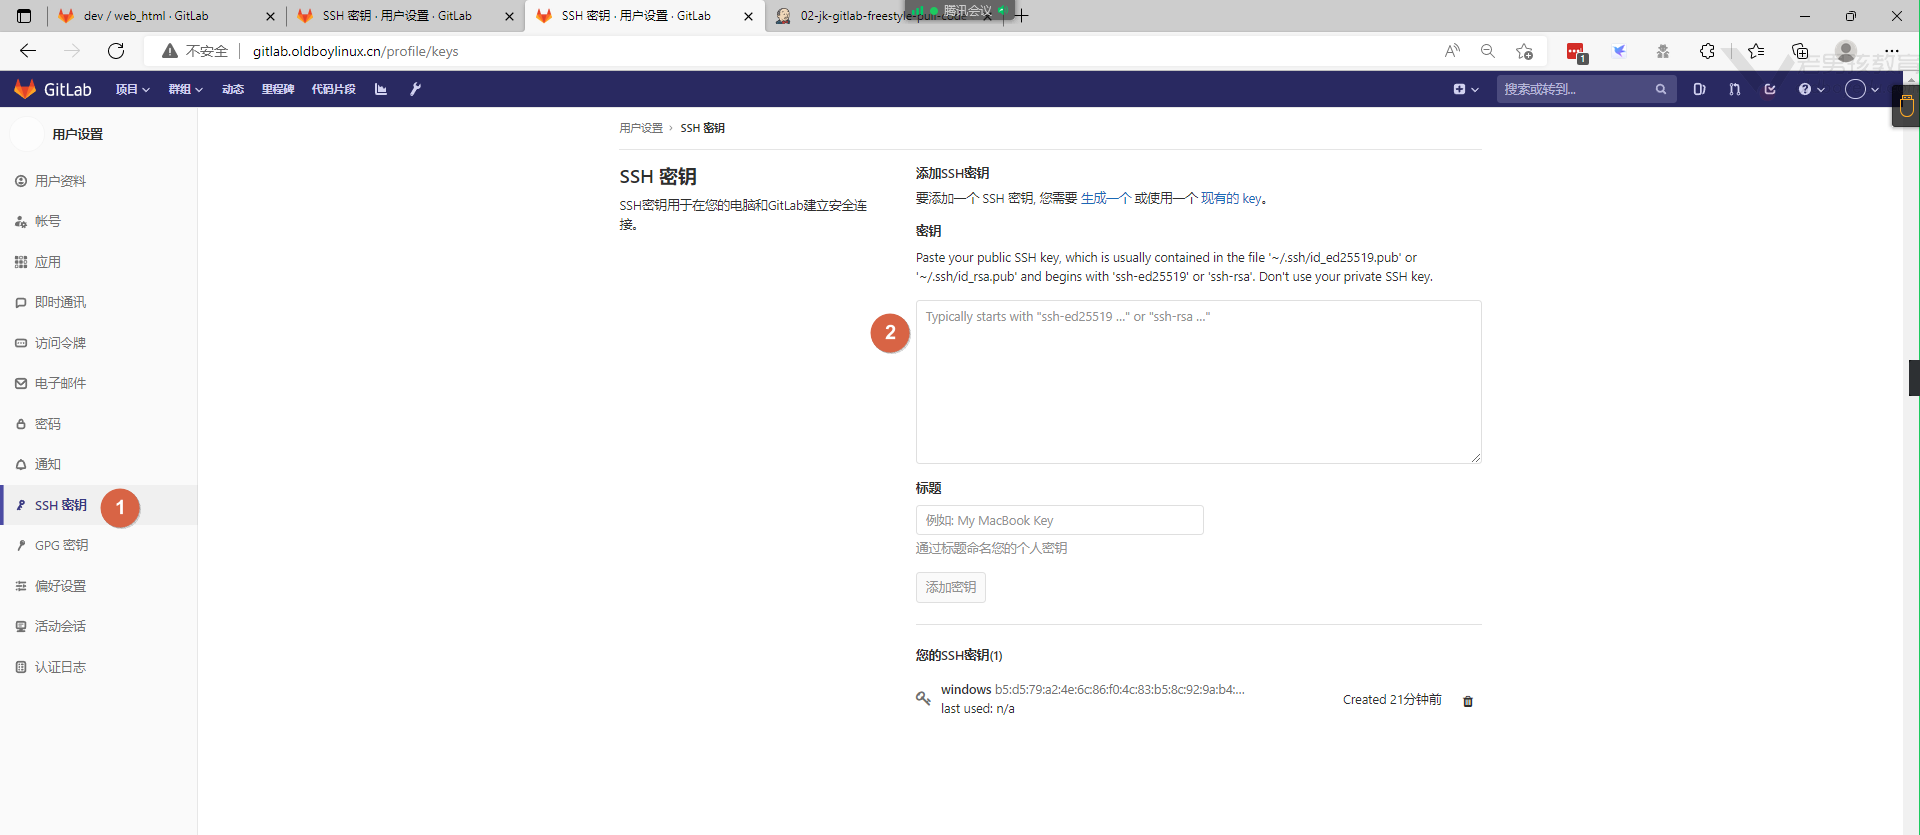 dev / web_html · GitLab
SSH 密钥 · 用户设置 · GitLab
SSH 密钥 · 用户设置 · GitLab
02-jk-gitlab-freestyle-pull-code
腾讯会议
不安全
gitlab.oldboylinux.cn/profile/keys
1
GitLab
项目
群组
动态
里程碑
代码片段
搜索或转到...
用户设置
用户资料
帐号
应用
即时通讯
访问令牌
电子邮件
密码
通知
SSH 密钥
1
GPG 密钥
偏好设置
活动会话
认证日志
用户设置 › SSH 密钥
SSH 密钥
SSH密钥用于在您的电脑和GitLab建立安全连
接。
添加SSH密钥
要添加一个 SSH 密钥, 您需要 生成一个 或使用一个 现有的 key。
密钥
Paste your public SSH key, which is usually contained in the file '~/.ssh/id_ed25519.pub' or
'~/.ssh/id_rsa.pub' and begins with 'ssh-ed25519' or 'ssh-rsa'. Don't use your private SSH key.
2
Typically starts with "ssh-ed25519 ..." or "ssh-rsa ..."
标题
例如: My MacBook Key
通过标题命名您的个人密钥
添加密钥
您的SSH密钥(1)
windows b5:d5:79:a2:4e:6c:86:f0:4c:83:b5:8c:92:9a:b4:...
last used: n/a
Created 21分钟前